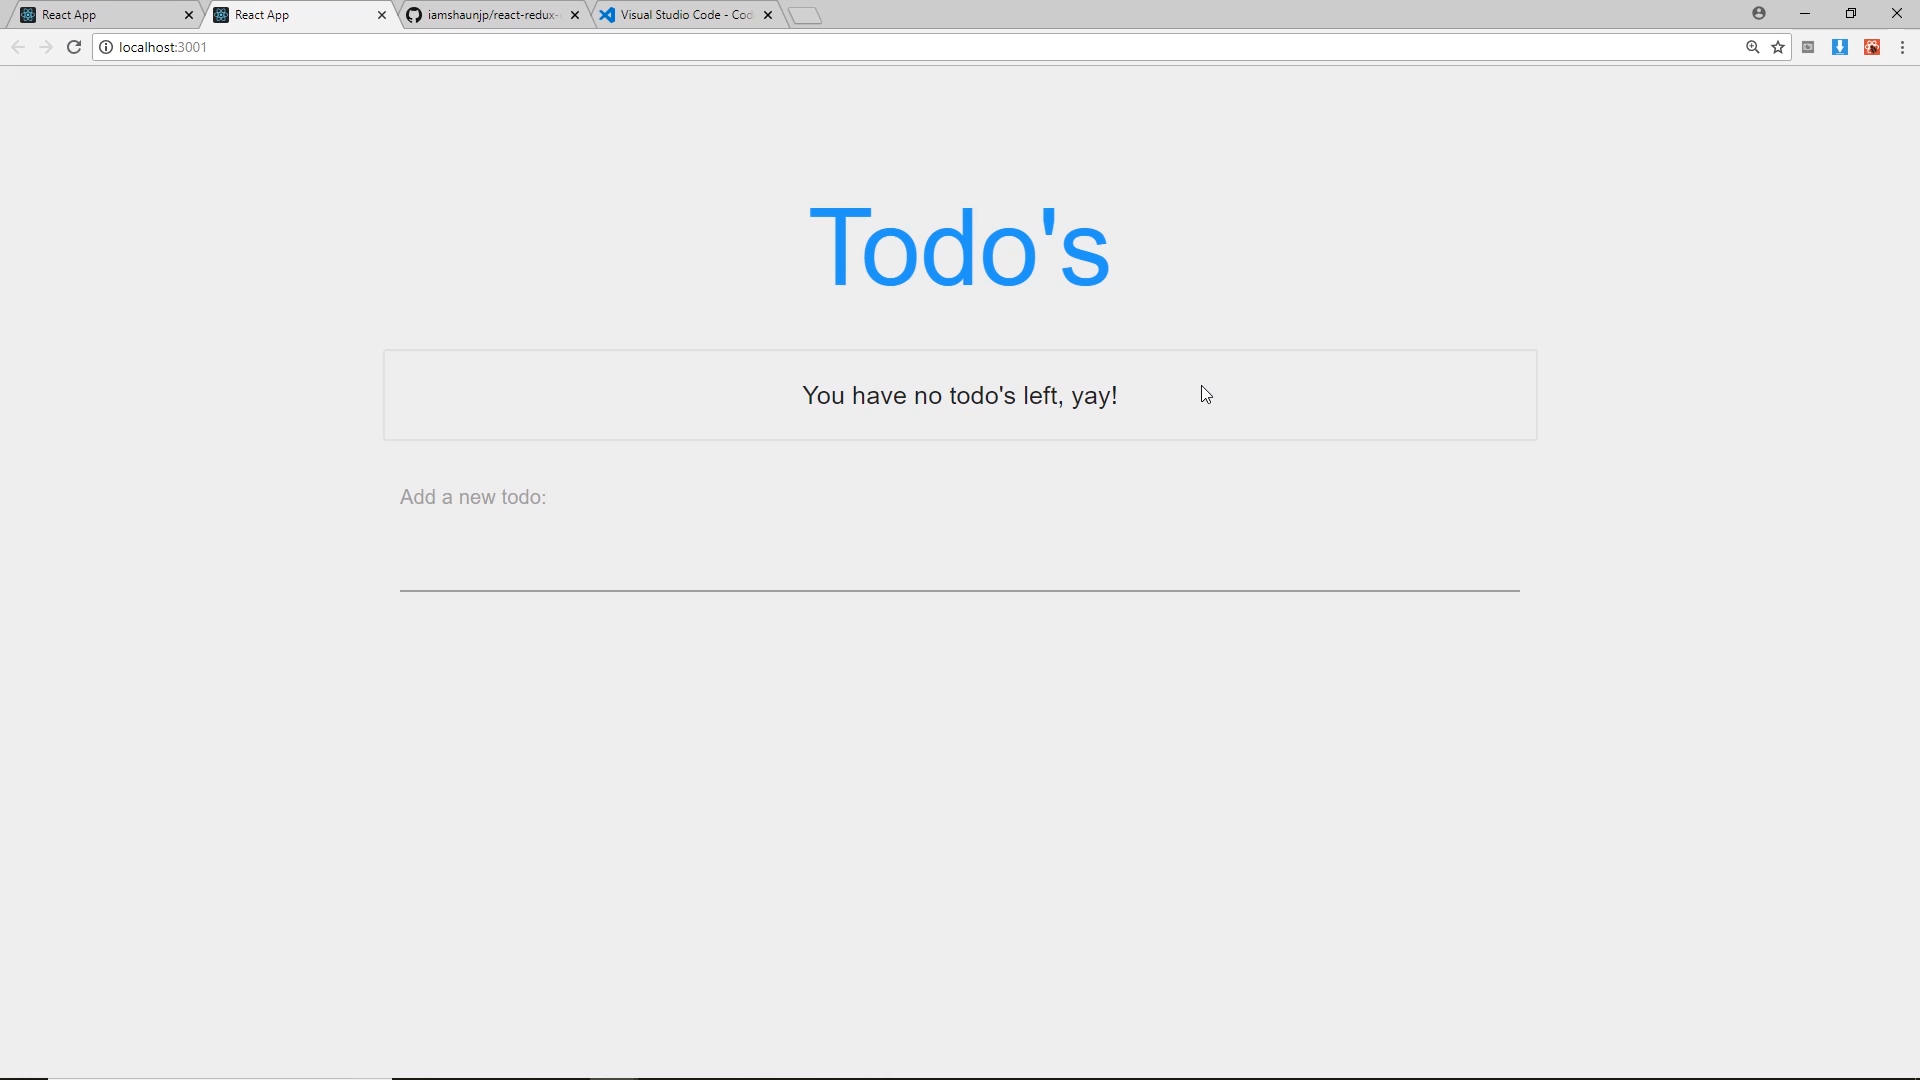 React App
React App
iamshaunjp/react-redux-
Visual Studio Code - Cod
localhost:3001
Todo's
You have no todo's left, yay!
Add a new todo: